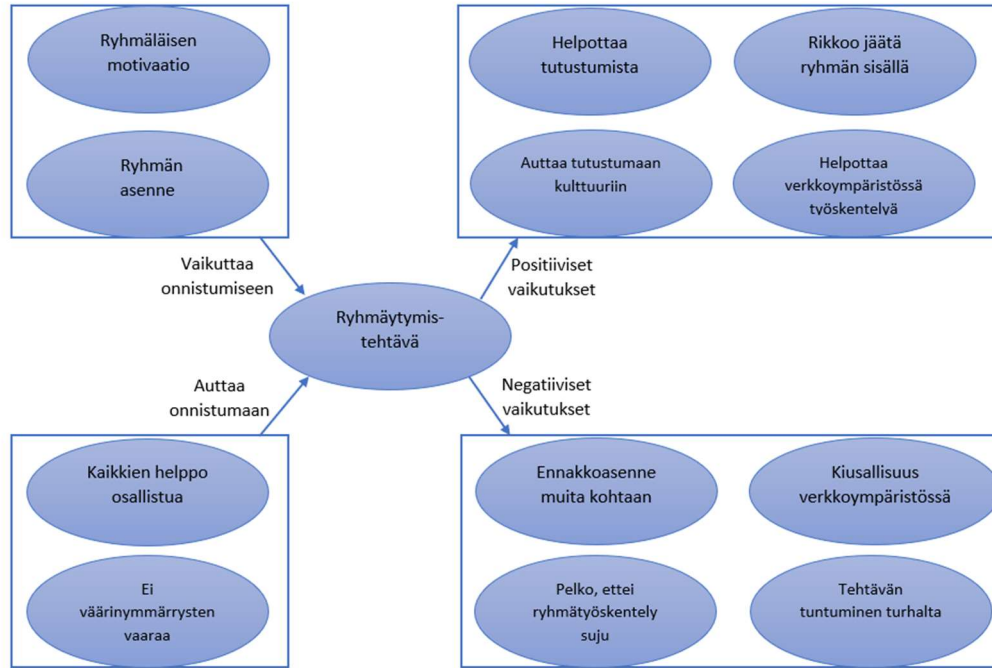 Ryhmäläisen
motivaatio
Ryhmän
asenne
Helpottaa
tutustumista
Rikkoo jäätä
ryhmän sisällä
Auttaa tutustumaan
kulttuuriin
Helpottaa
verkkoympäristössä
työskentelyä
Vaikuttaa
onnistumiseen
Positiiviset
vaikutukset
Ryhmäytymis-
tehtävä
Auttaa
onnistumaan
Negatiiviset
vaikutukset
Kaikkien helppo
osallistua
Ei
väärinymmärrysten
vaaraa
Ennakkoasenne
muita kohtaan
Kiusallisuus
verkkoympäristössä
Pelko, ettei
ryhmätyöskentely
suju
Tehtävän
tuntuminen turhalta